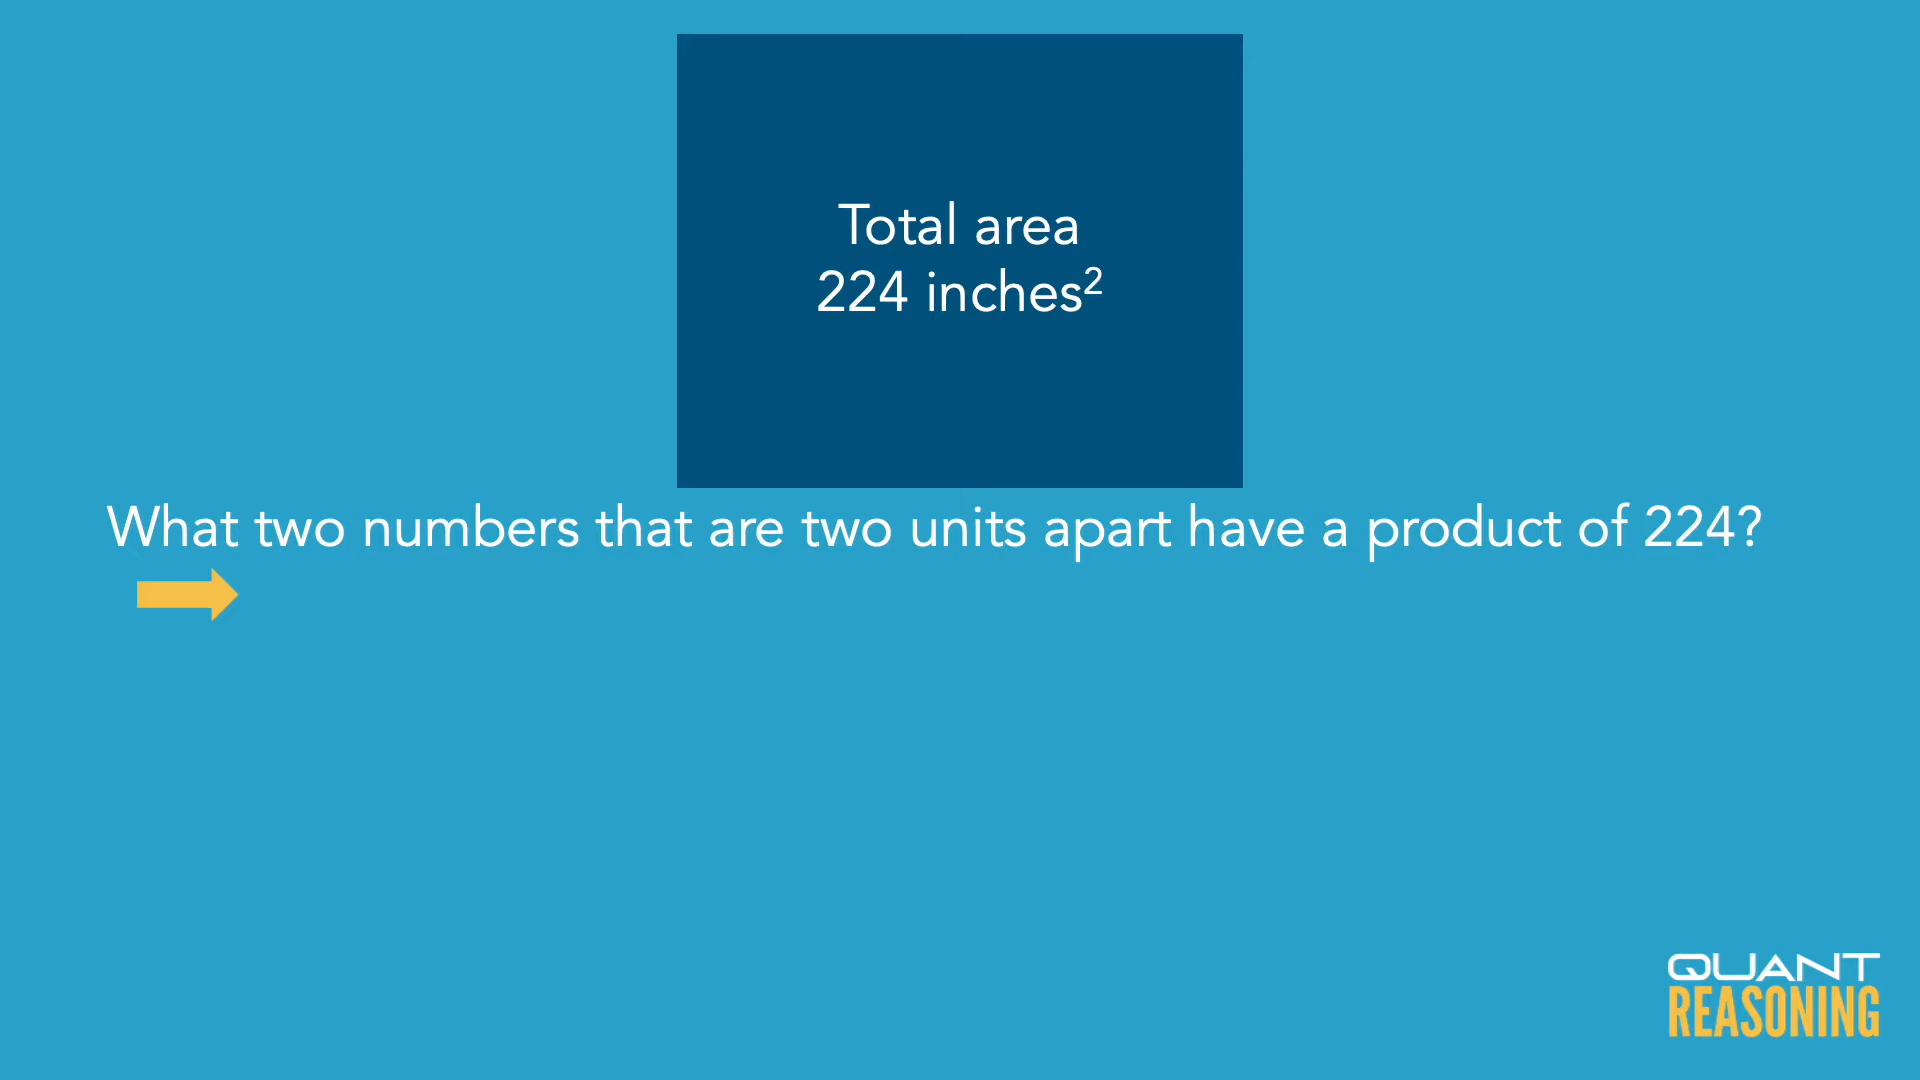 Total area
224 inches²
What two numbers that are two units apart have a product of 224?
QUANT
REASONING